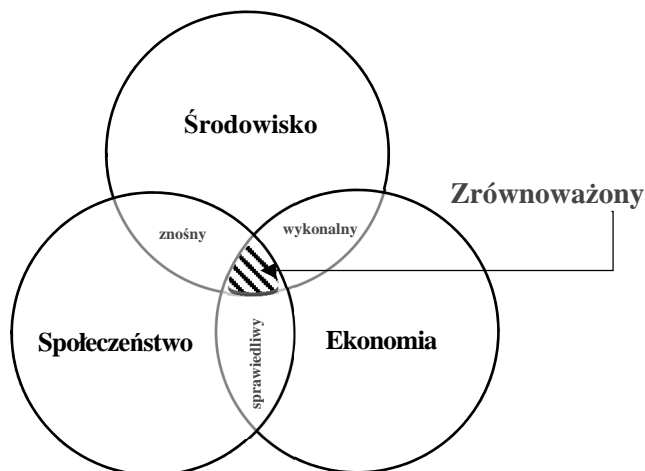 Środowisko
Zrównoważony
znośny
wykonalny
Społeczeństwo
sprawiedliwy
Ekonomia